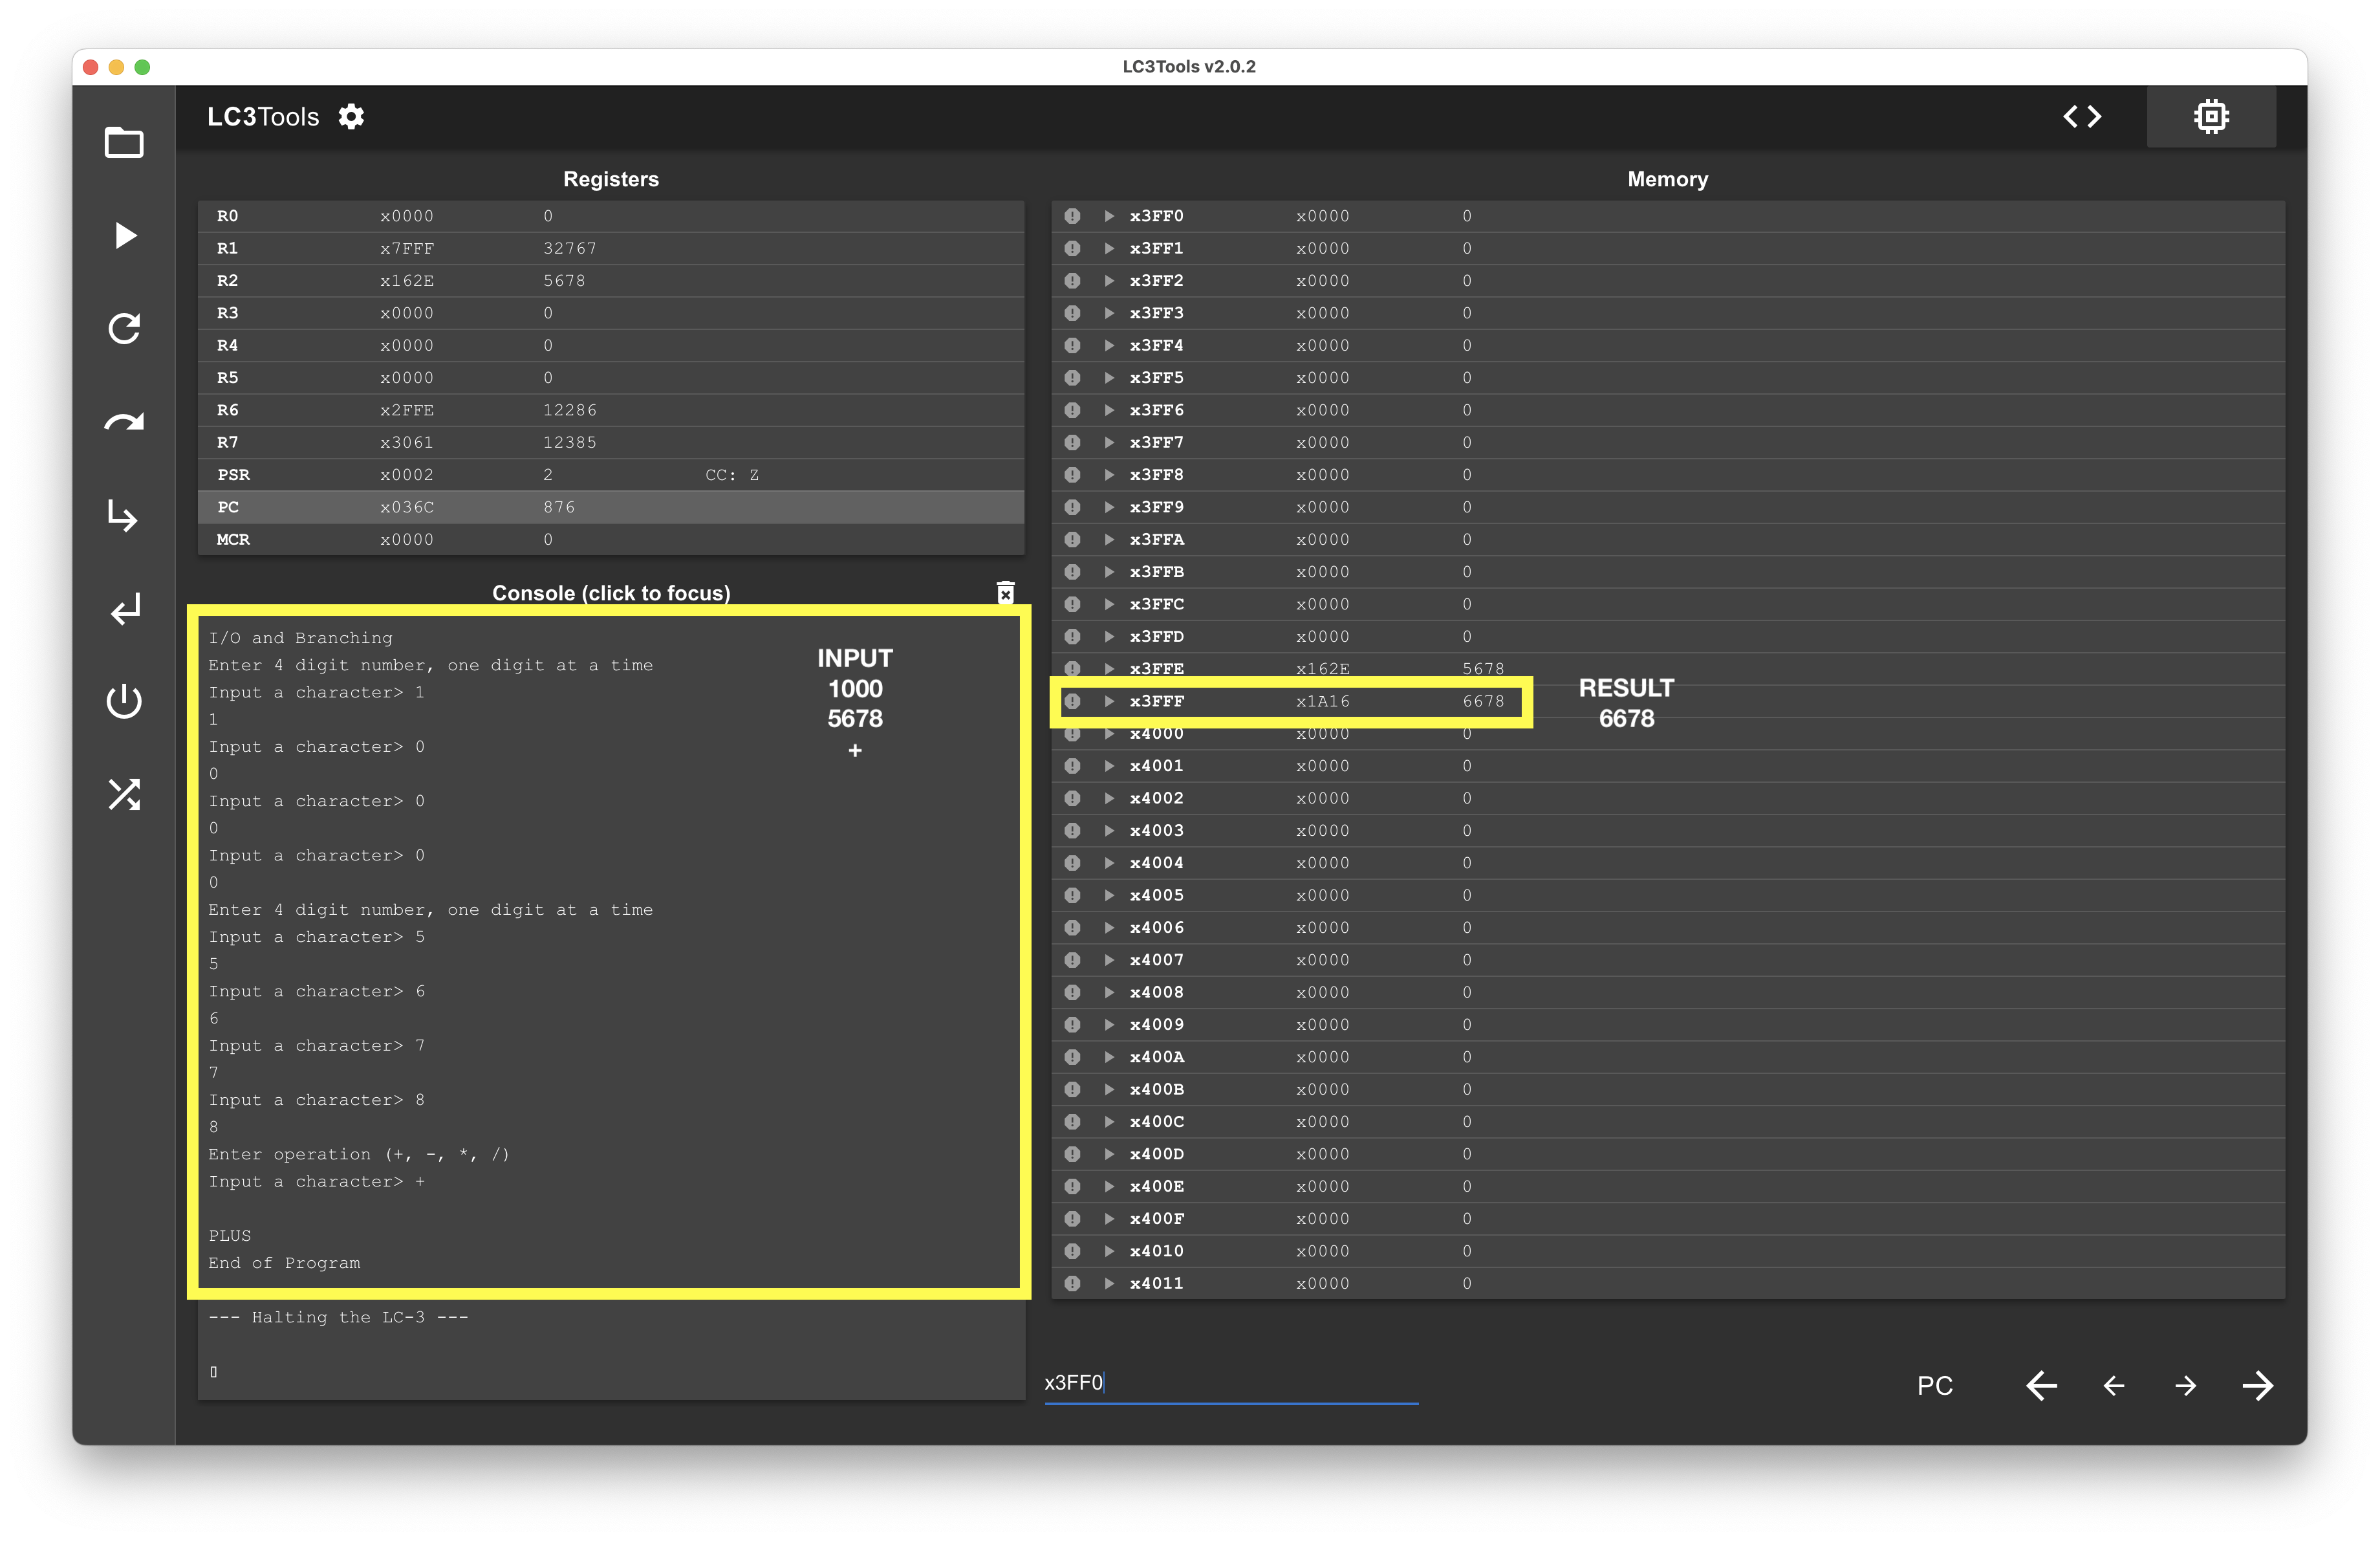 LC3Tools v2.0.2
LC3Tools
Registers
R0 x0000 0
R1 x7FFF 32767
R2 x162E 5678
R3 x0000 0
R4 x0000 0
R5 x0000 0
R6 x2FFE 12286
R7 x3061 12385
PSR x0002 2 CC: Z
PC x036C 876
MCR x0000 0
Console (click to focus)
I/O and Branching
Enter 4 digit number, one digit at a time
Input a character> 1
1
Input a character> 0
0
Input a character> 0
0
Input a character> 0
0
Enter 4 digit number, one digit at a time
Input a character> 5
5
Input a character> 6
6
Input a character> 7
7
Input a character> 8
8
Enter operation (+, -, *, /)
Input a character> +
PLUS
End of Program
--- Halting the LC-3 ---
INPUT
1000
5678
+
Memory
x3FF0 x0000 0
x3FF1 x0000 0
x3FF2 x0000 0
x3FF3 x0000 0
x3FF4 x0000 0
x3FF5 x0000 0
x3FF6 x0000 0
x3FF7 x0000 0
x3FF8 x0000 0
x3FF9 x0000 0
x3FFA x0000 0
x3FFB x0000 0
x3FFC x0000 0
x3FFD x0000 0
x3FFE x162E 5678
x3FFF x1A16 6678
x4000 x0000 0
x4001 x0000 0
x4002 x0000 0
x4003 x0000 0
x4004 x0000 0
x4005 x0000 0
x4006 x0000 0
x4007 x0000 0
x4008 x0000 0
x4009 x0000 0
x400A x0000 0
x400B x0000 0
x400C x0000 0
x400D x0000 0
x400E x0000 0
x400F x0000 0
x4010 x0000 0
x4011 x0000 0
RESULT
6678
x3FF0
PC